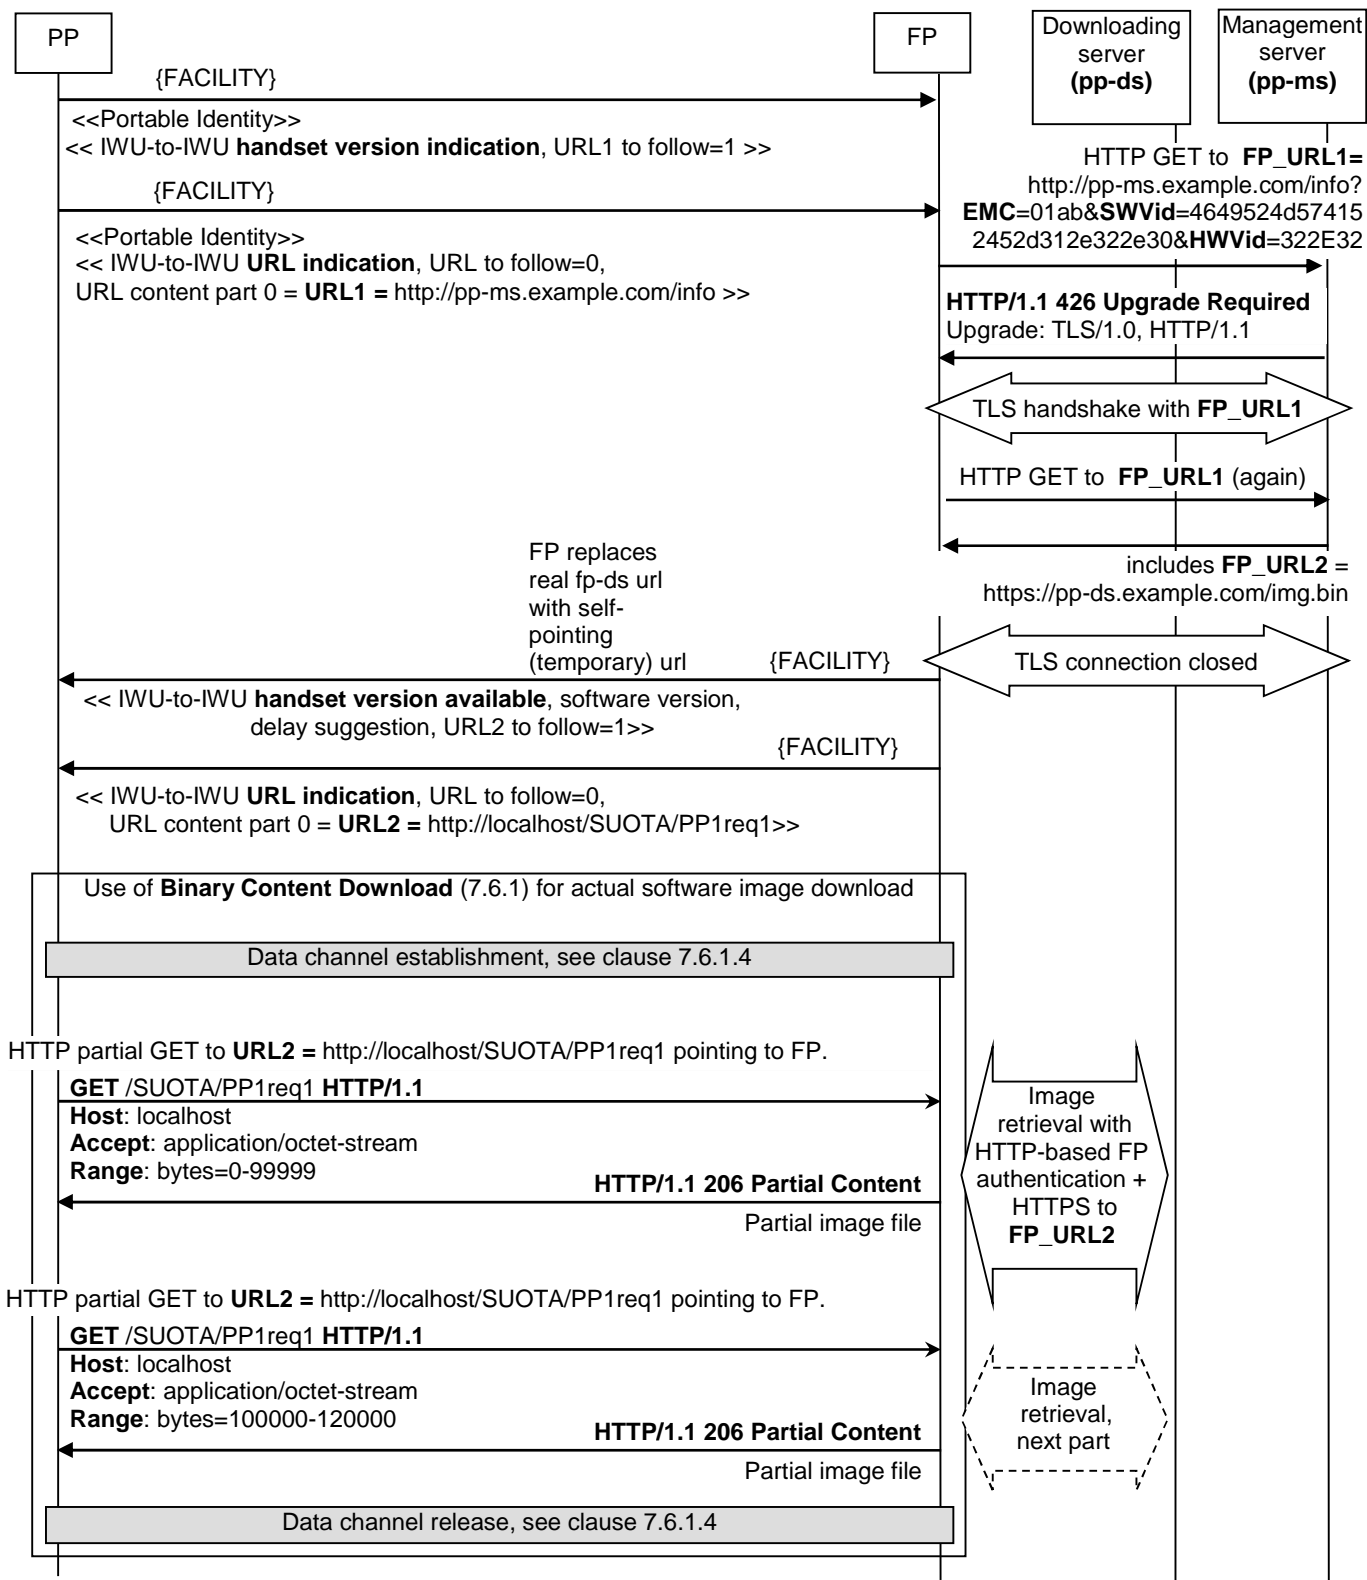 PP
FP
Downloading
server
(pp-ds)
Management
server
(pp-ms)
{FACILITY}
<<Portable Identity>>
<< IWU-to-IWU handset version indication, URL1 to follow=1 >>
HTTP GET to FP_URL1=
http://pp-ms.example.com/info?
EMC=01ab&SWVid=4649524d57415
2452d312e322e30&HWVid=322E32
{FACILITY}
<<Portable Identity>>
<< IWU-to-IWU URL indication, URL to follow=0,
URL content part 0 = URL1 = http://pp-ms.example.com/info >>
HTTP/1.1 426 Upgrade Required
Upgrade: TLS/1.0, HTTP/1.1
TLS handshake with FP_URL1
HTTP GET to FP_URL1 (again)
includes FP_URL2 =
https://pp-ds.example.com/img.bin
FP replaces
real fp-ds url
with self-
pointing
(temporary) url
{FACILITY}
TLS connection closed
<< IWU-to-IWU handset version available, software version,
delay suggestion, URL2 to follow=1>>
{FACILITY}
<< IWU-to-IWU URL indication, URL to follow=0,
URL content part 0 = URL2 = http://localhost/SUOTA/PP1req1>>
Use of Binary Content Download (7.6.1) for actual software image download
Data channel establishment, see clause 7.6.1.4
HTTP partial GET to URL2 = http://localhost/SUOTA/PP1req1 pointing to FP.
GET /SUOTA/PP1req1 HTTP/1.1
Host: localhost
Accept: application/octet-stream
Range: bytes=0-99999
HTTP/1.1 206 Partial Content
Partial image file
Image
retrieval with
HTTP-based FP
authentication +
HTTPS to
FP_URL2
HTTP partial GET to URL2 = http://localhost/SUOTA/PP1req1 pointing to FP.
GET /SUOTA/PP1req1 HTTP/1.1
Host: localhost
Accept: application/octet-stream
Range: bytes=100000-120000
HTTP/1.1 206 Partial Content
Partial image file
Image
retrieval,
next part
Data channel release, see clause 7.6.1.4